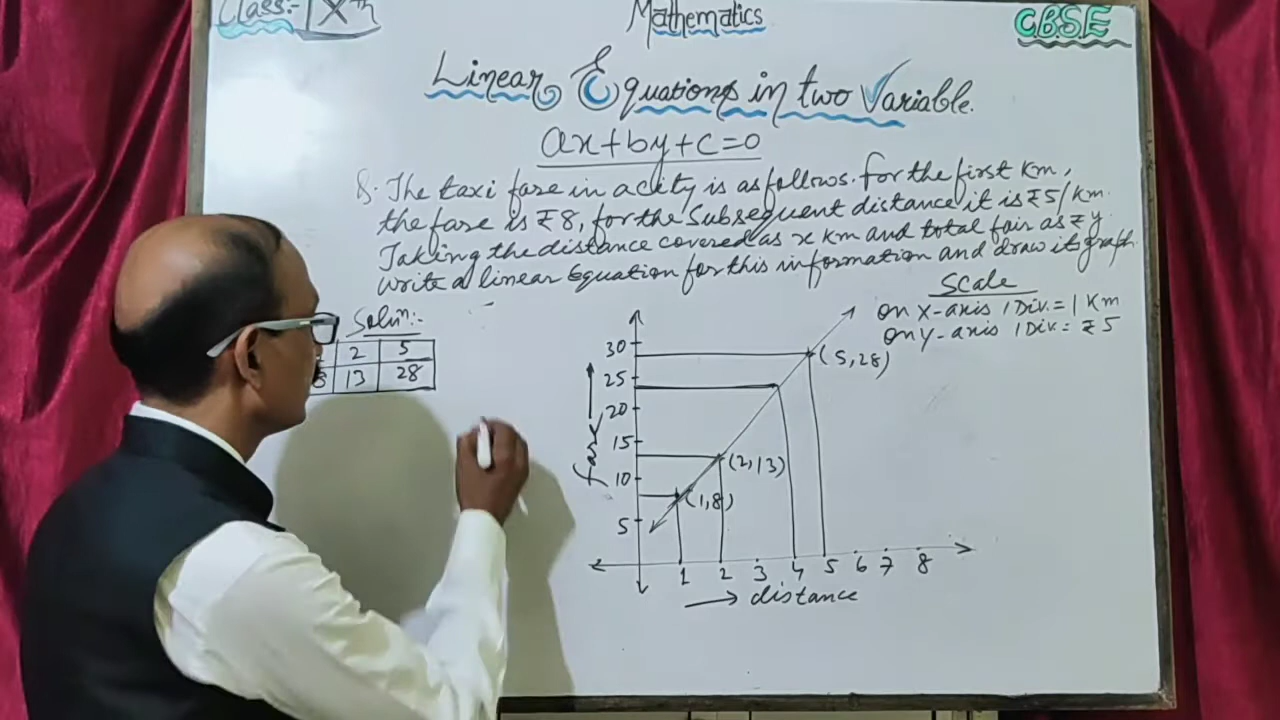 Class:- Xth
Mathematics
C.B.S.E
Linear Equations in two Variable.
ax+by+c=0
Q. The taxi fare in a city is as follows. For the first Km,
the fare is ₹8, for the Subsequent distance it is ₹5/km.
Taking the distance covered as x Km and total fair as ₹y.
Write a linear Equation for this information and draw its graph.
Scale
on X-axis 1 Div. = 1 Km
on y-axis 1 Div = ₹5
Soln:-
2 5
8 13 28
30
25
20
15
10
5
fare
(5,28)
(2,13)
(1,8)
1 2 3 4 5 6 7 8
distance